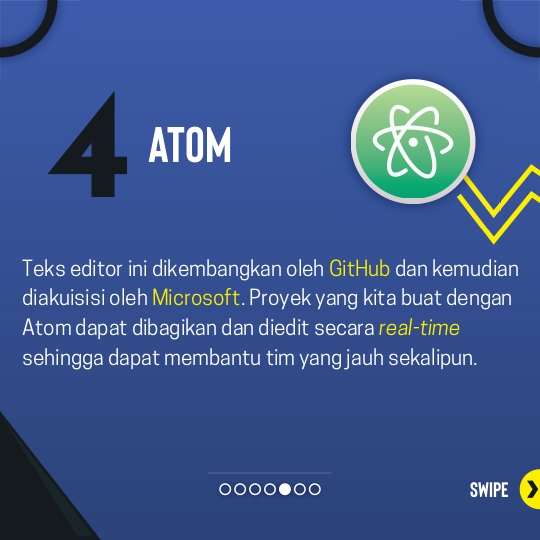 4 ATOM
Teks editor ini dikembangkan oleh GitHub dan kemudian
diakuisisi oleh Microsoft. Proyek yang kita buat dengan
Atom dapat dibagikan dan diedit secara real-time
sehingga dapat membantu tim yang jauh sekalipun.
SWIPE